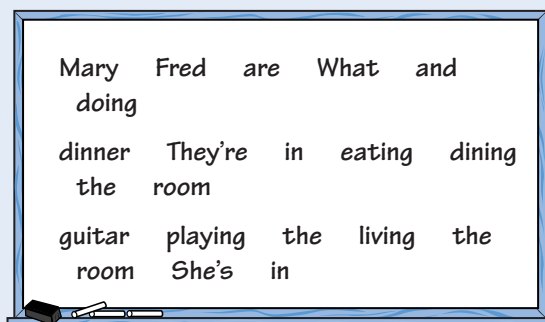 Mary Fred are What and
doing
dinner They're in eating dining
the room
guitar playing the living the
room She's in